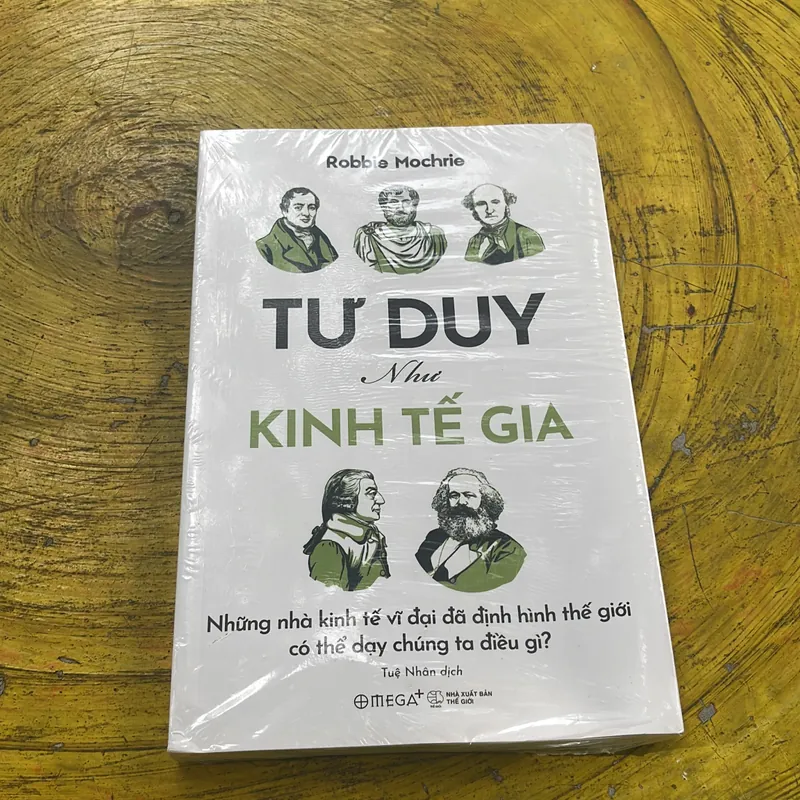 Robbie Mochrie
TƯ DUY
Như
KINH TẾ GIA
Những nhà kinh tế vĩ đại đã định hình thế giới
có thể dạy chúng ta điều gì?
Tuệ Nhân dịch
OMEGA+
NHÀ XUẤT BẢN
THẾ GIỚI